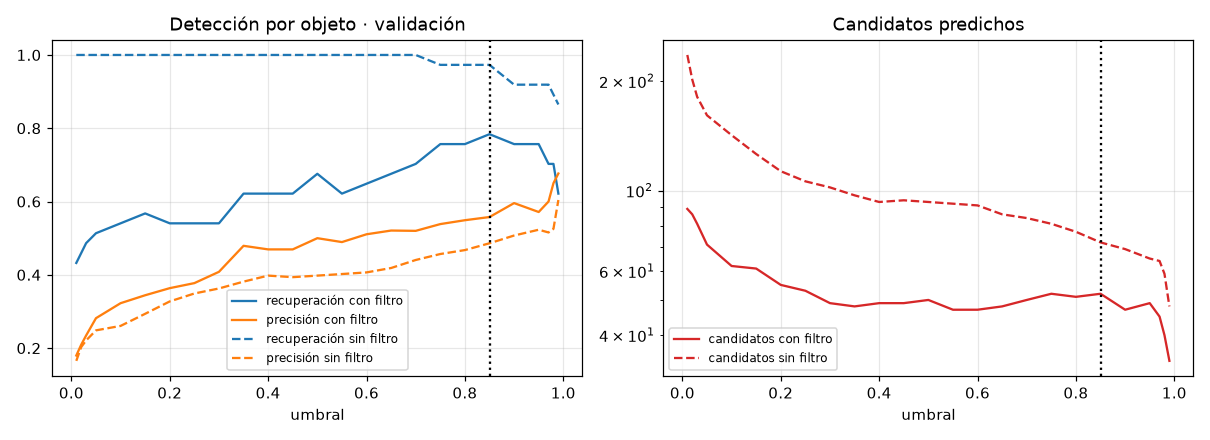 Detección por objeto · validación
1.0
0.8
0.6
0.4
0.2
recuperación con filtro
precisión con filtro
recuperación sin filtro
precisión sin filtro
0.0 0.2 0.4 0.6 0.8 1.0
umbral
Candidatos predichos
2 × 10²
10²
6 × 10¹
4 × 10¹
candidatos con filtro
candidatos sin filtro
0.0 0.2 0.4 0.6 0.8 1.0
umbral